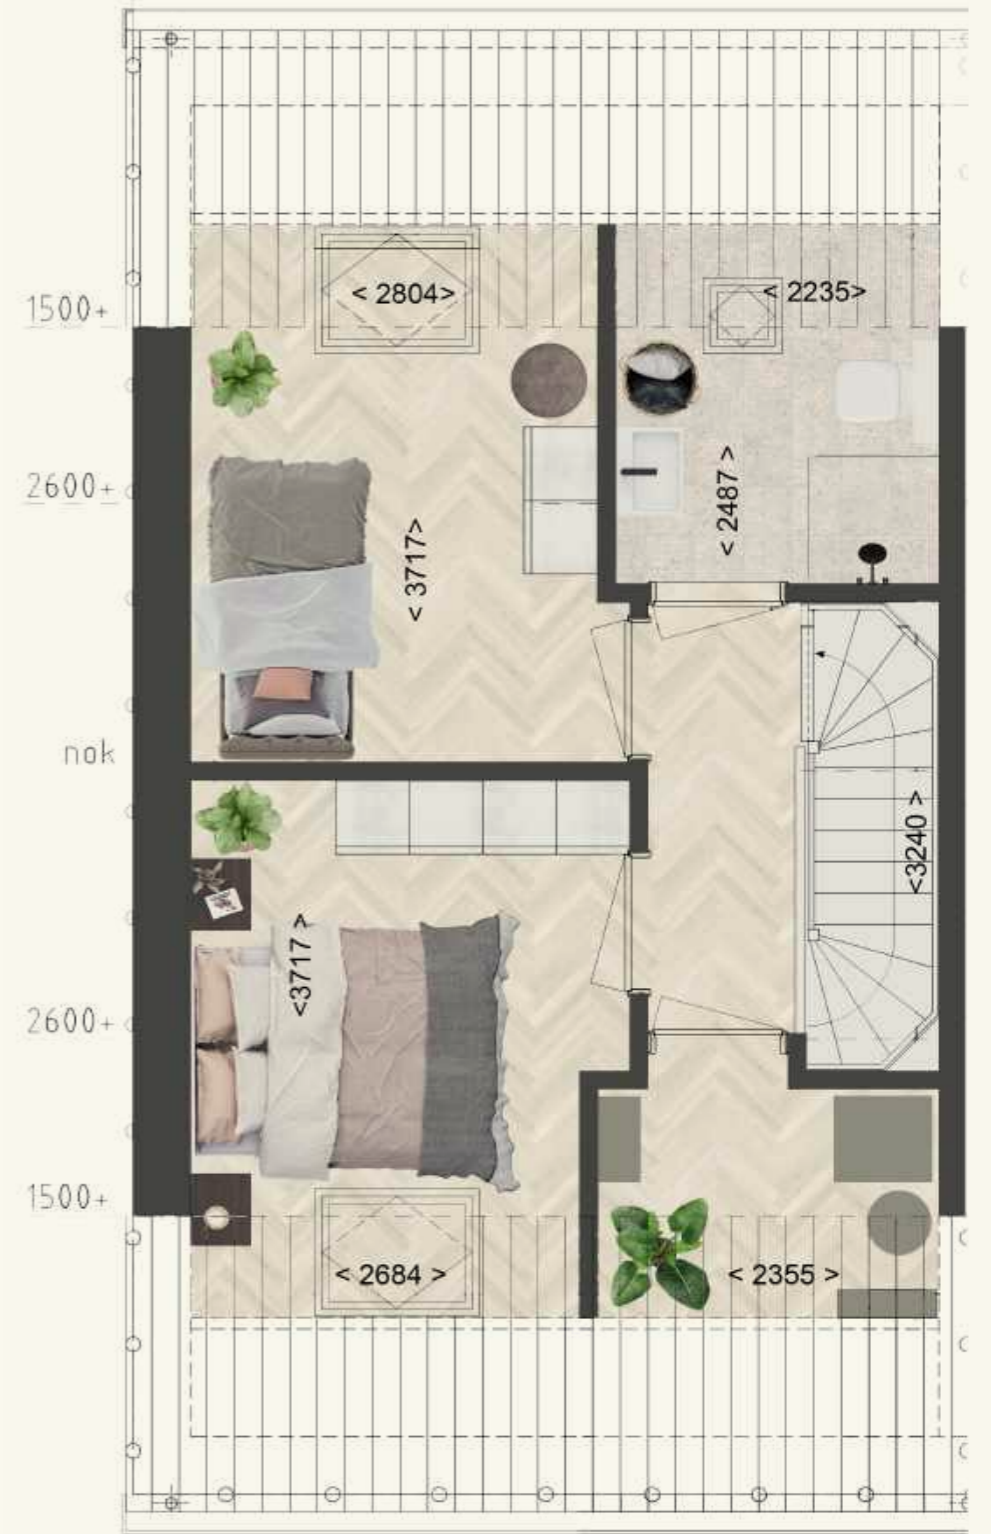 < 2804>
< 2235>
1500+
< 2487 >
2600+
< 3717>
nok
<3240 >
<3717 >
2600+
1500+
< 2684 >
< 2355 >